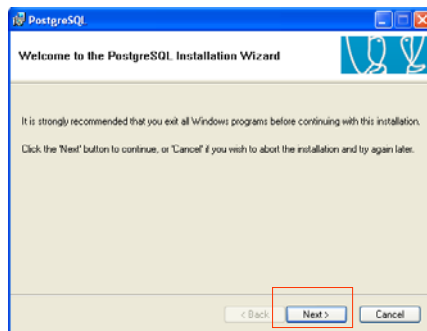 PostgreSQL
Welcome to the PostgreSQL Installation Wizard
It is strongly recommended that you exit all Windows programs before continuing with this installation.
Click the 'Next' button to continue, or 'Cancel' if you wish to abort the installation and try again later.
< Back
Next >
Cancel